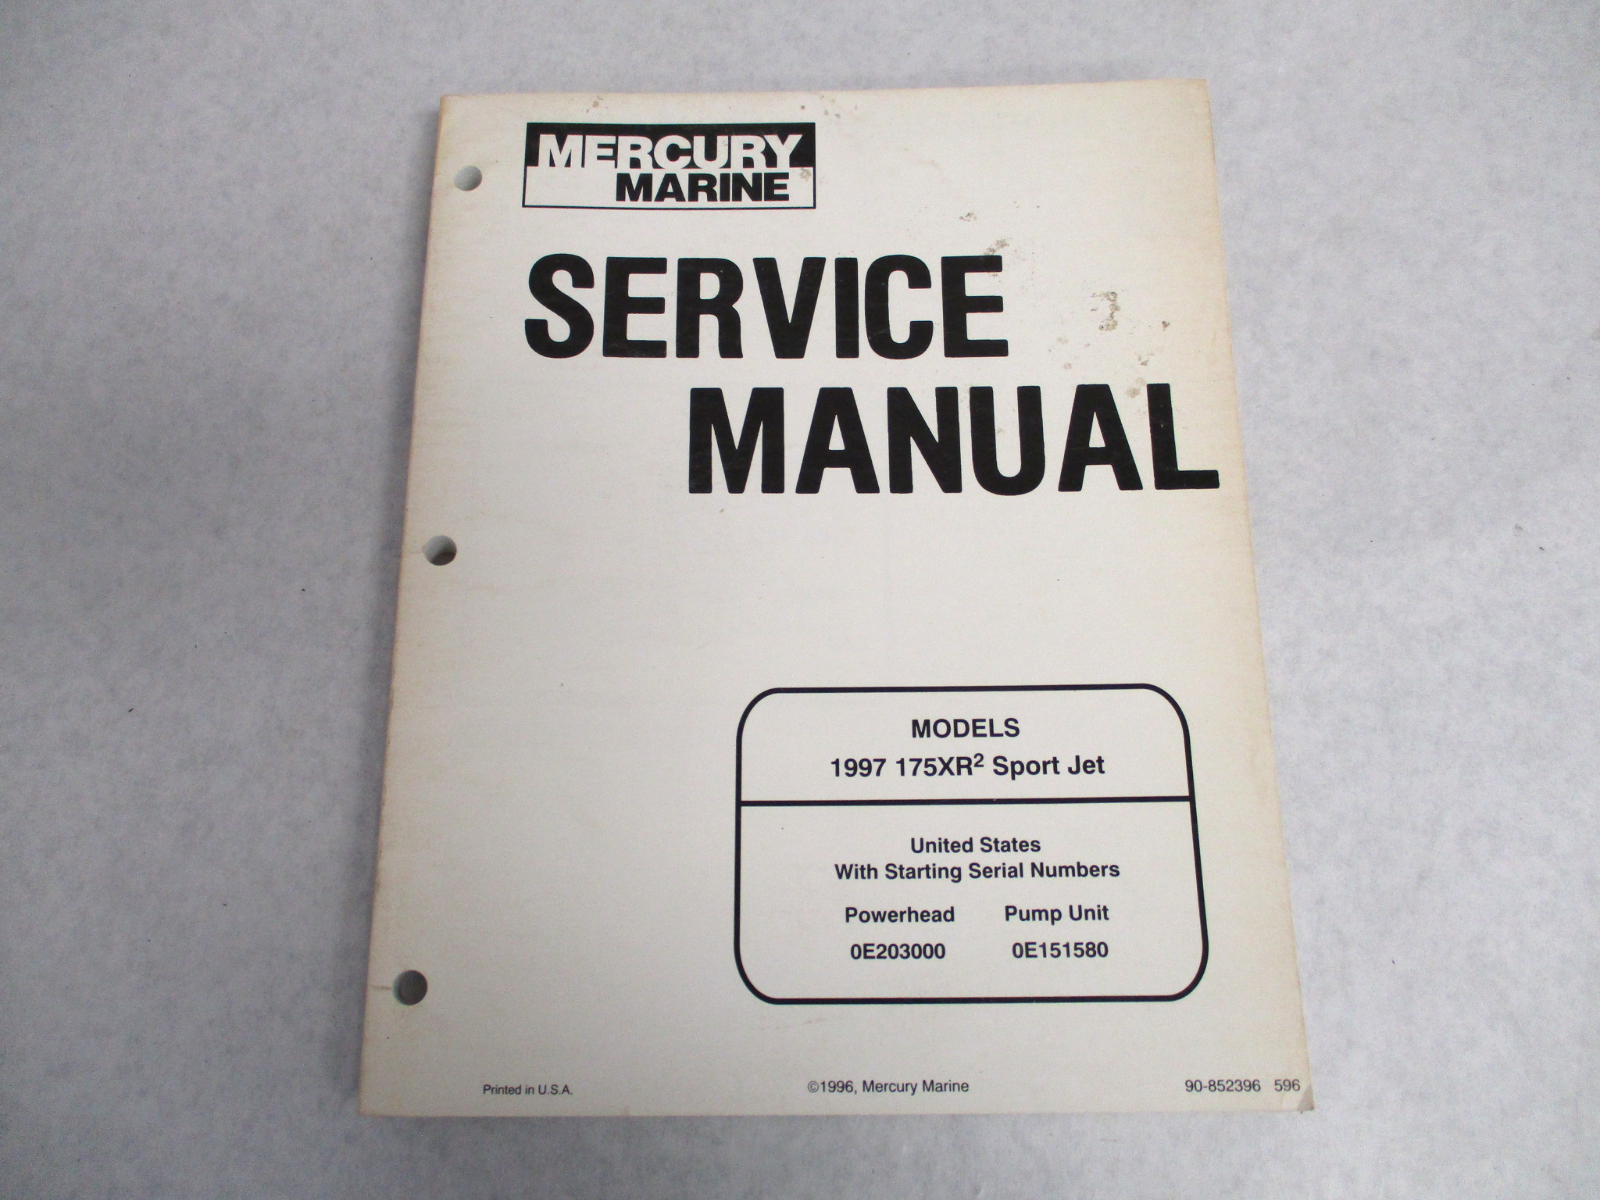 MERCURY
MARINE
SERVICE
MANUAL
MODELS
1997 175XR² Sport Jet
United States
With Starting Serial Numbers
Powerhead Pump Unit
0E203000 0E151580
Printed in U.S.A. ©1996, Mercury Marine 90-852396 596